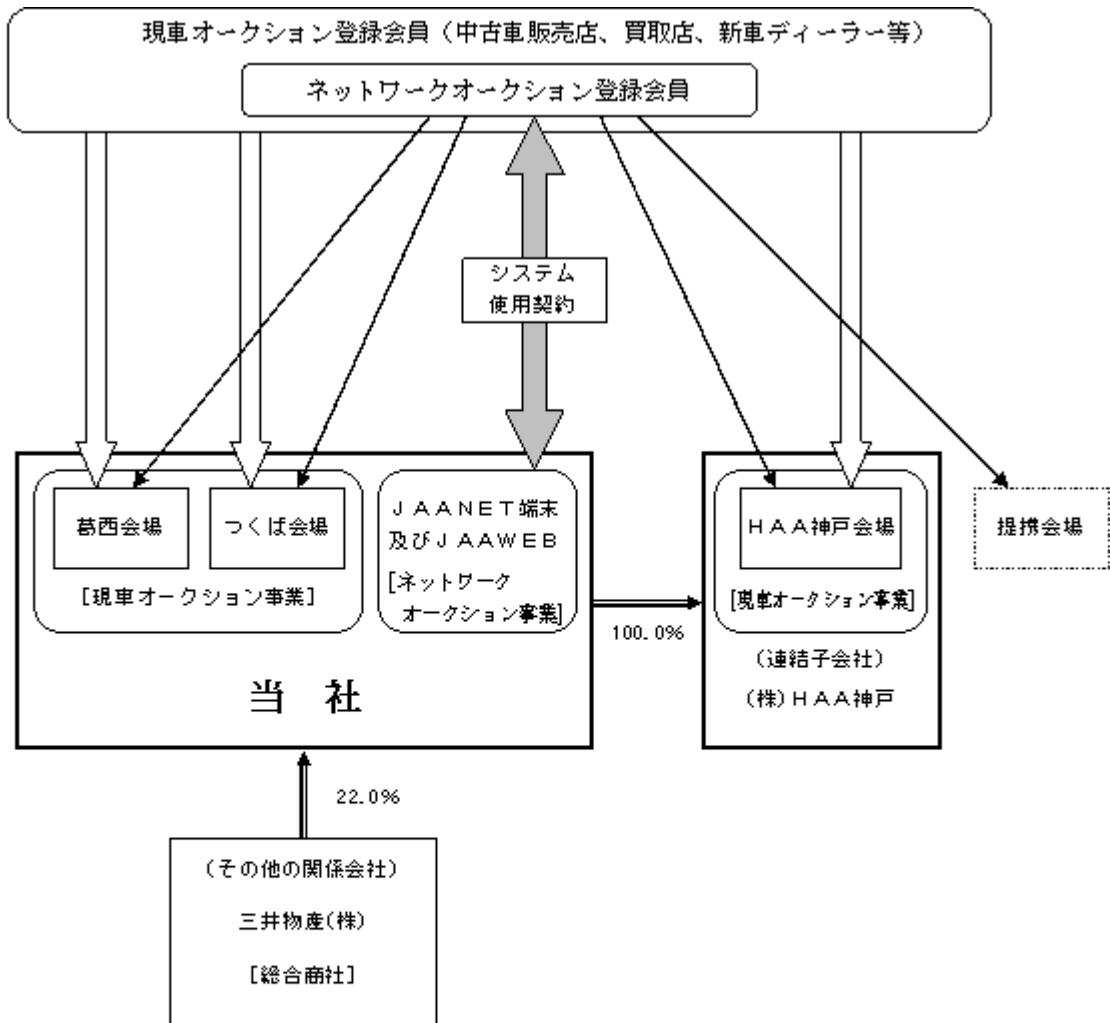 現車オークション登録会員（中古車販売店、買取店、新車ディーラー等）
ネットワークオークション登録会員
システム
使用契約
葛西会場
つくば会場
[現車オークション事業]
ＪＡＡＮＥＴ端末
及びＪＡＡＷＥＢ
[ネットワーク
オークション事業]
100.0%
ＨＡＡ神戸会場
[現車オークション事業]
（連結子会社）
(株)ＨＡＡ神戸
提携会場
当 社
22.0%
（その他の関係会社）
三井物産(株)
[総合商社]